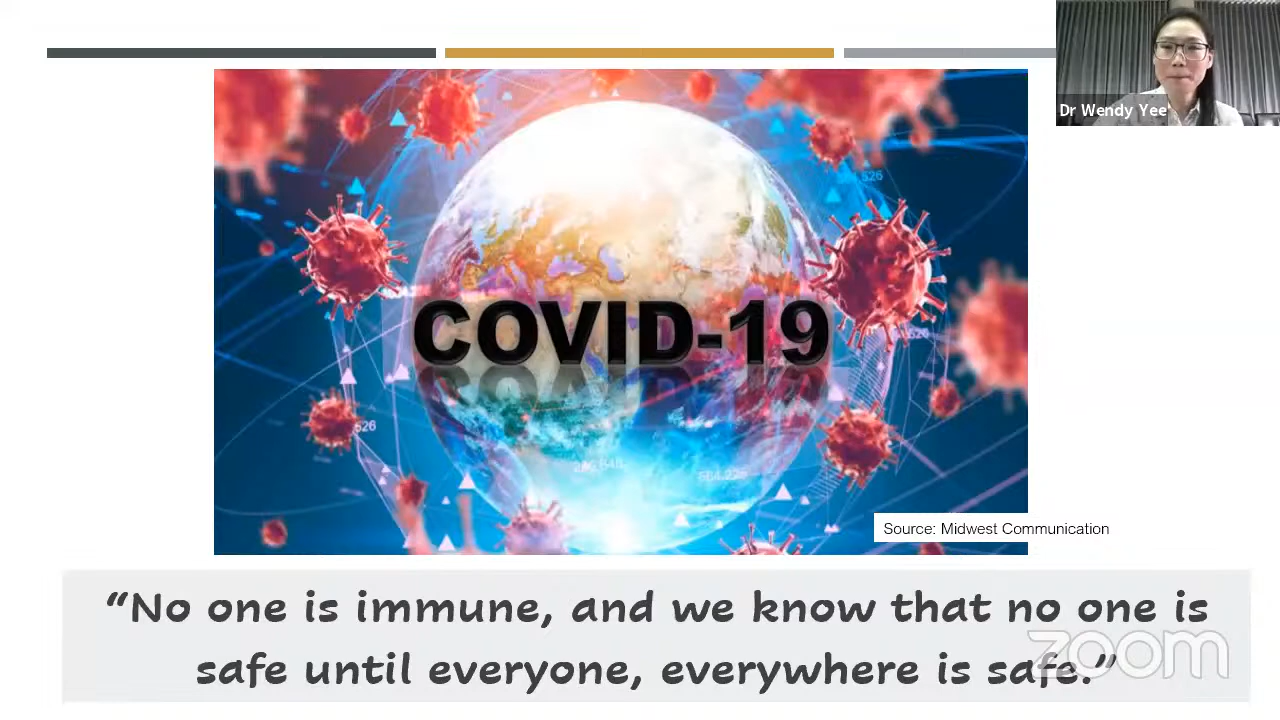 Dr Wendy Yee
COVID-19
526
Source: Midwest Communication
“No one is immune, and we know that no one is
safe until everyone, everywhere is safe.”
zoom